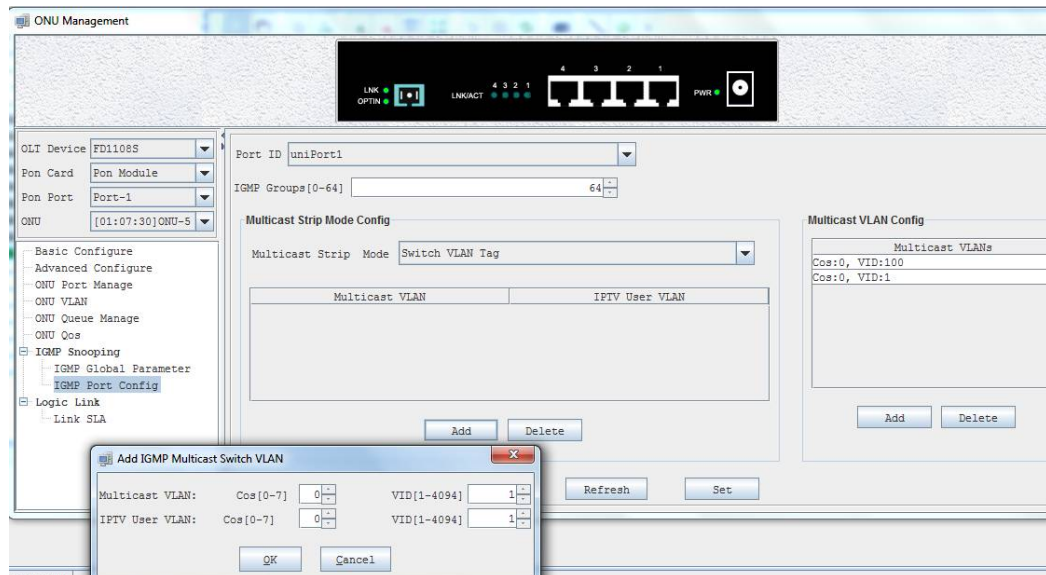 ONU Management
4 3 2 1
LNK
OPTIN
LNK/ACT
4 3 2 1
PWR
OLT Device FD1108S
Pon Card Pon Module
Pon Port Port-1
ONU [01:07:30]ONU-5
Basic Configure
Advanced Configure
ONU Port Manage
ONU VLAN
ONU Queue Manage
ONU Qos
IGMP Snooping
IGMP Global Parameter
IGMP Port Config
Logic Link
Link SLA
Port ID uniPort1
IGMP Groups[0-64] 64
Multicast Strip Mode Config
Multicast Strip Mode Switch VLAN Tag
Multicast VLAN IPTV User VLAN
Add Delete
Multicast VLAN Config
Multicast VLANs
Cos:0, VID:100
Cos:0, VID:1
Add Delete
Refresh Set
Add IGMP Multicast Switch VLAN
Multicast VLAN: Cos[0-7] 0 VID[1-4094] 1
IPTV User VLAN: Cos[0-7] 0 VID[1-4094] 1
OK Cancel